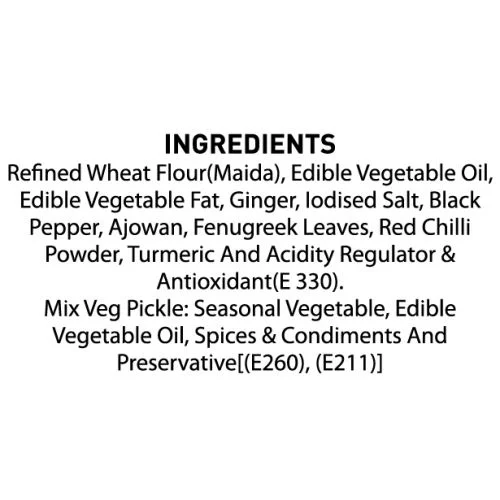 INGREDIENTS
Refined Wheat Flour(Maida), Edible Vegetable Oil,
Edible Vegetable Fat, Ginger, Iodised Salt, Black
Pepper, Ajowan, Fenugreek Leaves, Red Chilli
Powder, Turmeric And Acidity Regulator &
Antioxidant(E 330).
Mix Veg Pickle: Seasonal Vegetable, Edible
Vegetable Oil, Spices & Condiments And
Preservative[(E260), (E211)]